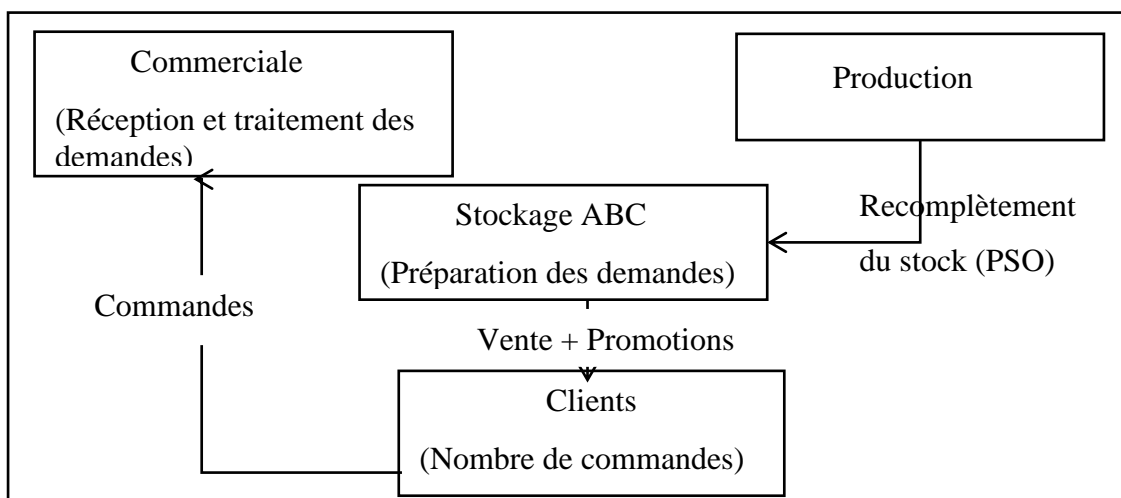 Commerciale
(Réception et traitement des
demandes)
Production
Stockage ABC
(Préparation des demandes)
Recomplètement
du stock (PSO)
Commandes
Vente + Promotions
Clients
(Nombre de commandes)